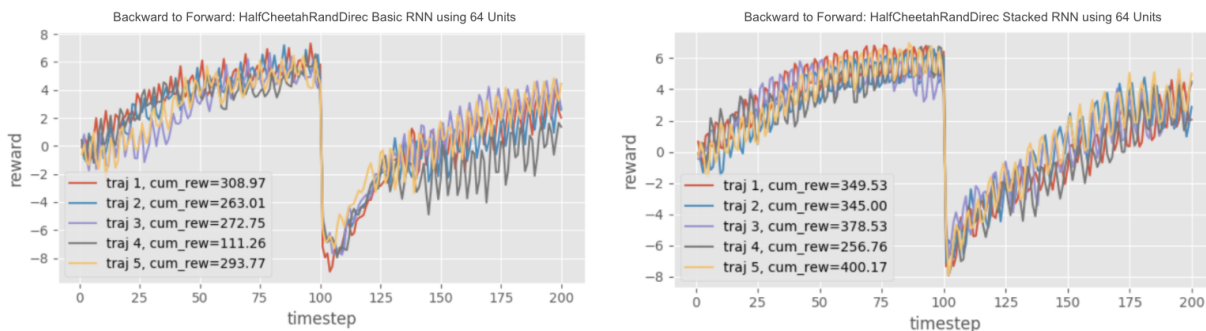 Backward to Forward: HalfCheetahRandDirec Basic RNN using 64 Units
8
6
4
2
0
−2
−4
−6
−8
reward
traj 1, cum_rew=308.97
traj 2, cum_rew=263.01
traj 3, cum_rew=272.75
traj 4, cum_rew=111.26
traj 5, cum_rew=293.77
0 25 50 75 100 125 150 175 200
timestep
Backward to Forward: HalfCheetahRandDirec Stacked RNN using 64 Units
6
4
2
0
−2
−4
−6
−8
reward
traj 1, cum_rew=349.53
traj 2, cum_rew=345.00
traj 3, cum_rew=378.53
traj 4, cum_rew=256.76
traj 5, cum_rew=400.17
0 25 50 75 100 125 150 175 200
timestep